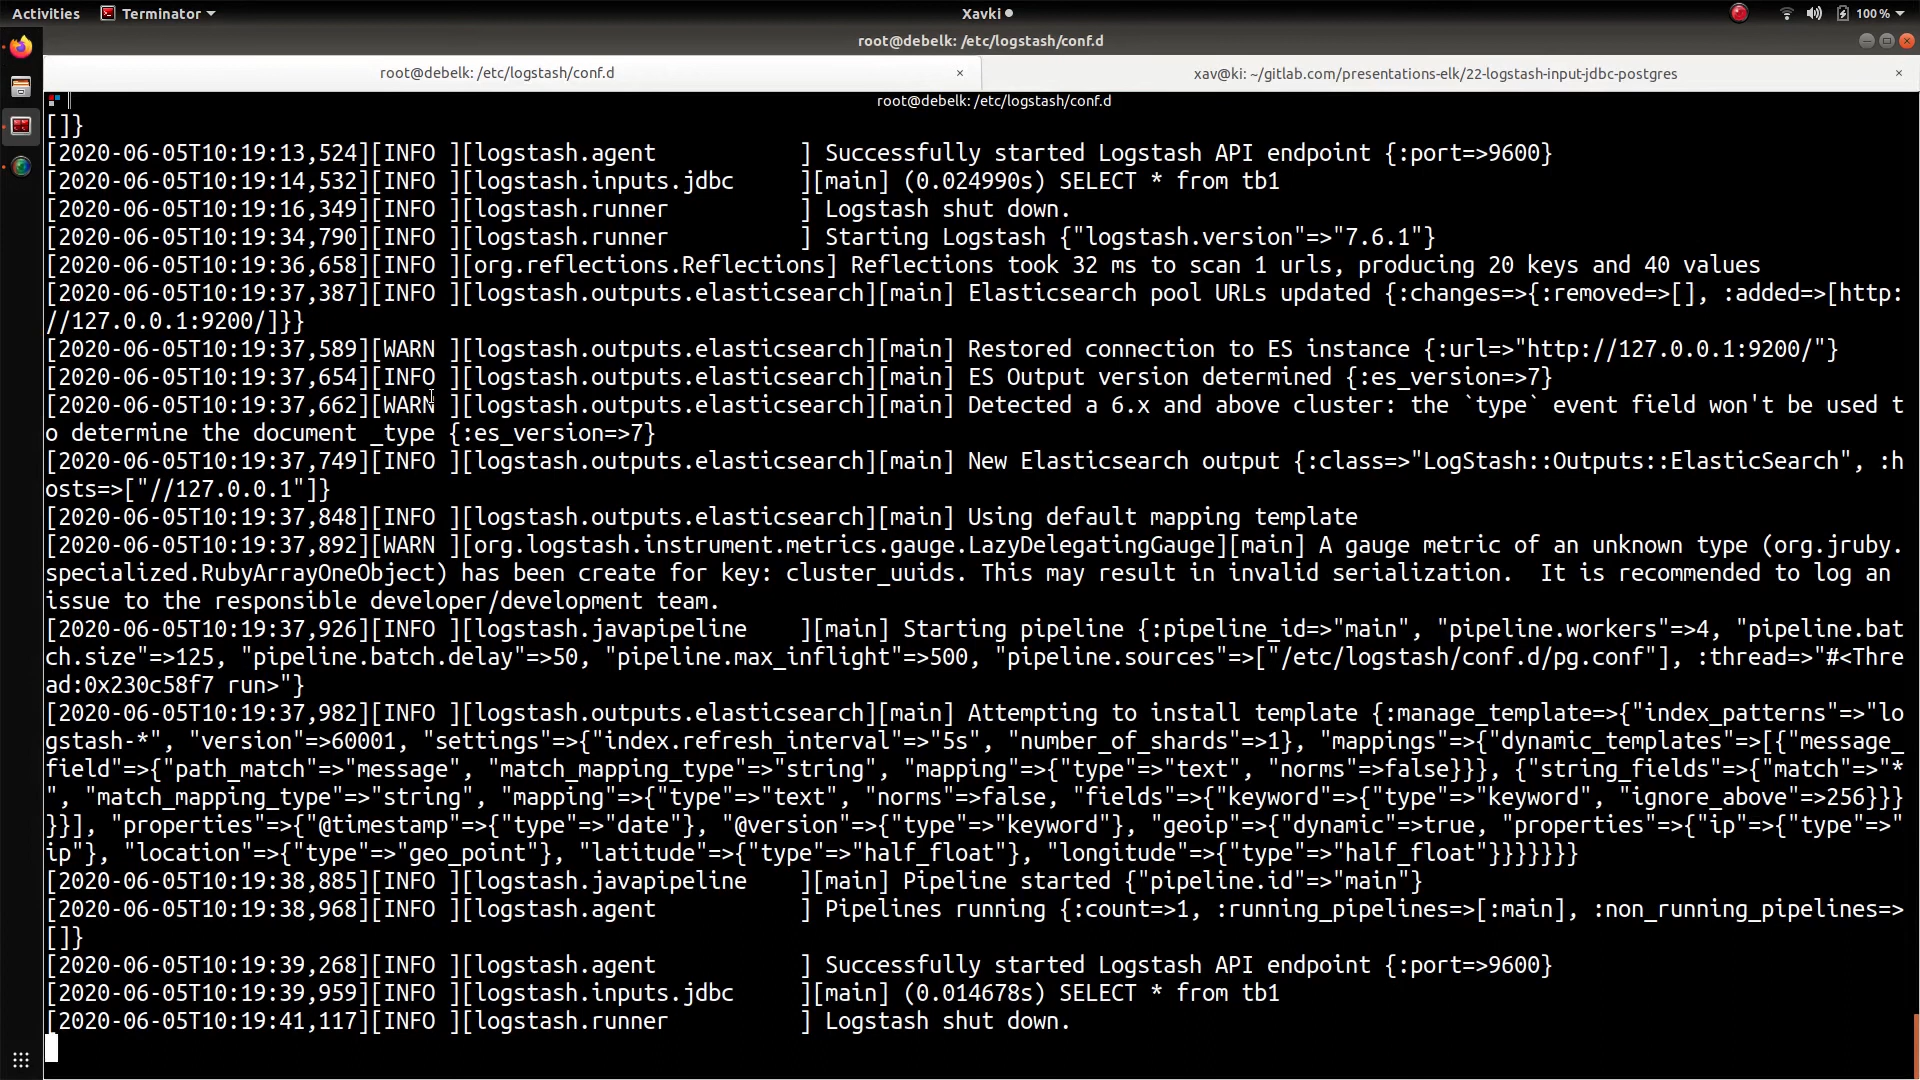 Activities
Terminator
Xavki
100 %
root@debelk: /etc/logstash/conf.d
root@debelk: /etc/logstash/conf.d
×
xav@ki: ~/gitlab.com/presentations-elk/22-logstash-input-jdbc-postgres
×
root@debelk: /etc/logstash/conf.d
[]}
[2020-06-05T10:19:13,524][INFO ][logstash.agent           ] Successfully started Logstash API endpoint {:port=>9600}
[2020-06-05T10:19:14,532][INFO ][logstash.inputs.jdbc     ][main] (0.024990s) SELECT * from tb1
[2020-06-05T10:19:16,349][INFO ][logstash.runner          ] Logstash shut down.
[2020-06-05T10:19:34,790][INFO ][logstash.runner          ] Starting Logstash {"logstash.version"=>"7.6.1"}
[2020-06-05T10:19:36,658][INFO ][org.reflections.Reflections] Reflections took 32 ms to scan 1 urls, producing 20 keys and 40 values
[2020-06-05T10:19:37,387][INFO ][logstash.outputs.elasticsearch][main] Elasticsearch pool URLs updated {:changes=>{:removed=>[], :added=>[http:
//127.0.0.1:9200/]}}
[2020-06-05T10:19:37,589][WARN ][logstash.outputs.elasticsearch][main] Restored connection to ES instance {:url=>"http://127.0.0.1:9200/"}
[2020-06-05T10:19:37,654][INFO ][logstash.outputs.elasticsearch][main] ES Output version determined {:es_version=>7}
[2020-06-05T10:19:37,662][WARN ][logstash.outputs.elasticsearch][main] Detected a 6.x and above cluster: the `type` event field won't be used t
o determine the document _type {:es_version=>7}
[2020-06-05T10:19:37,749][INFO ][logstash.outputs.elasticsearch][main] New Elasticsearch output {:class=>"LogStash::Outputs::ElasticSearch", :h
osts=>["//127.0.0.1"]}
[2020-06-05T10:19:37,848][INFO ][logstash.outputs.elasticsearch][main] Using default mapping template
[2020-06-05T10:19:37,892][WARN ][org.logstash.instrument.metrics.gauge.LazyDelegatingGauge][main] A gauge metric of an unknown type (org.jruby.
specialized.RubyArrayOneObject) has been create for key: cluster_uuids. This may result in invalid serialization.  It is recommended to log an
issue to the responsible developer/development team.
[2020-06-05T10:19:37,926][INFO ][logstash.javapipeline    ][main] Starting pipeline {:pipeline_id=>"main", "pipeline.workers"=>4, "pipeline.bat
ch.size"=>125, "pipeline.batch.delay"=>50, "pipeline.max_inflight"=>500, "pipeline.sources"=>["/etc/logstash/conf.d/pg.conf"], :thread=>"#<Thre
ad:0x230c58f7 run>"}
[2020-06-05T10:19:37,982][INFO ][logstash.outputs.elasticsearch][main] Attempting to install template {:manage_template=>{"index_patterns"=>"lo
gstash-*", "version"=>60001, "settings"=>{"index.refresh_interval"=>"5s", "number_of_shards"=>1}, "mappings"=>{"dynamic_templates"=>[{"message_
field"=>{"path_match"=>"message", "match_mapping_type"=>"string", "mapping"=>{"type"=>"text", "norms"=>false}}}, {"string_fields"=>{"match"=>"*
", "match_mapping_type"=>"string", "mapping"=>{"type"=>"text", "norms"=>false, "fields"=>{"keyword"=>{"type"=>"keyword", "ignore_above"=>256}}}
}}], "properties"=>{"@timestamp"=>{"type"=>"date"}, "@version"=>{"type"=>"keyword"}, "geoip"=>{"dynamic"=>true, "properties"=>{"ip"=>{"type"=>"
ip"}, "location"=>{"type"=>"geo_point"}, "latitude"=>{"type"=>"half_float"}, "longitude"=>{"type"=>"half_float"}}}}}}}
[2020-06-05T10:19:38,885][INFO ][logstash.javapipeline    ][main] Pipeline started {"pipeline.id"=>"main"}
[2020-06-05T10:19:38,968][INFO ][logstash.agent           ] Pipelines running {:count=>1, :running_pipelines=>[:main], :non_running_pipelines=>
[]}
[2020-06-05T10:19:39,268][INFO ][logstash.agent           ] Successfully started Logstash API endpoint {:port=>9600}
[2020-06-05T10:19:39,959][INFO ][logstash.inputs.jdbc     ][main] (0.014678s) SELECT * from tb1
[2020-06-05T10:19:41,117][INFO ][logstash.runner          ] Logstash shut down.